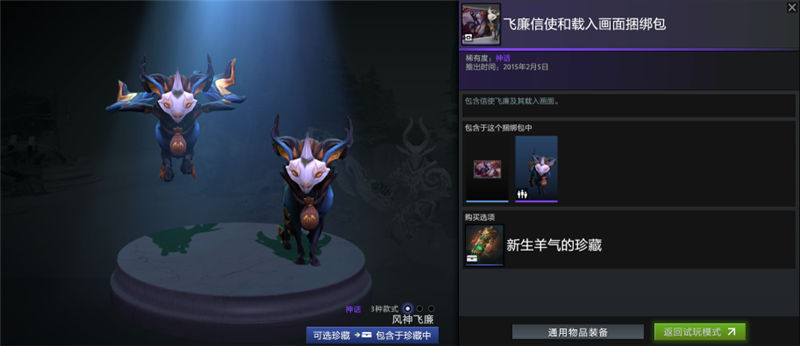 飞廉信使和载入画面捆绑包
稀有度：神话
推出时间：2015年2月5日
包含信使飞廉及其载入画面。
包含于这个捆绑包中
购买选项
新生羊气的珍藏
神话 3种款式
风神飞廉
可选珍藏 包含于珍藏中
通用物品装备
返回试玩模式